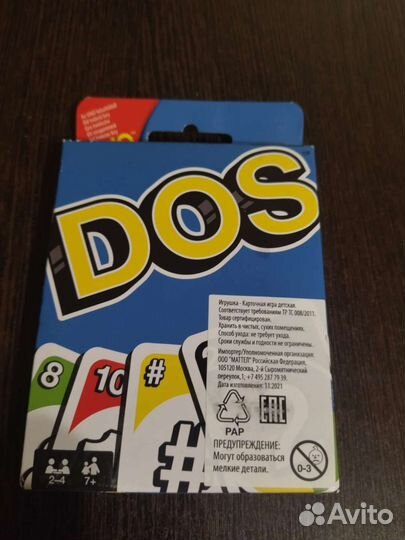 DOS
8
10
#
#
2-4
7+
Игрушка - Карточная игра детская.
Соответствует требованиям ТР ТС 008/2011.
Товар сертифицирован.
Хранить в чистых, сухих помещениях.
Способ ухода: не требует ухода.
Сроки службы и годности не ограничены.
Импортер/Уполномоченная организация:
ООО "МАТТЕЛ" Российская Федерация,
105120 Москва, 2-й Сыромятнический
переулок, 1; +7 495 287 79 39.
Дата изготовления: 11.2021
PAP
EAC
ПРЕДУПРЕЖДЕНИЕ:
Могут образоваться
мелкие детали.
0-3
Avito